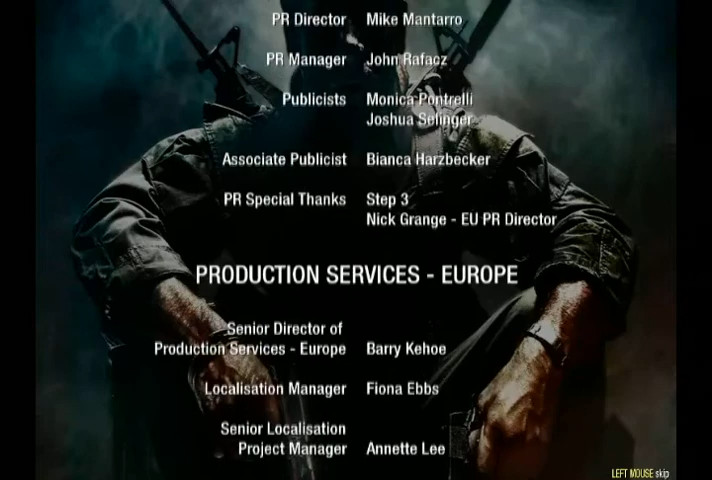 PR Director Mike Mantarro
PR Manager John Rafacz
Publicists Monica Pontrelli
Joshua Selinger
Associate Publicist Bianca Harzbecker
PR Special Thanks Step 3
Nick Grange - EU PR Director
PRODUCTION SERVICES - EUROPE
Senior Director of
Production Services - Europe Barry Kehoe
Localisation Manager Fiona Ebbs
Senior Localisation
Project Manager Annette Lee
LEFT MOUSE skip